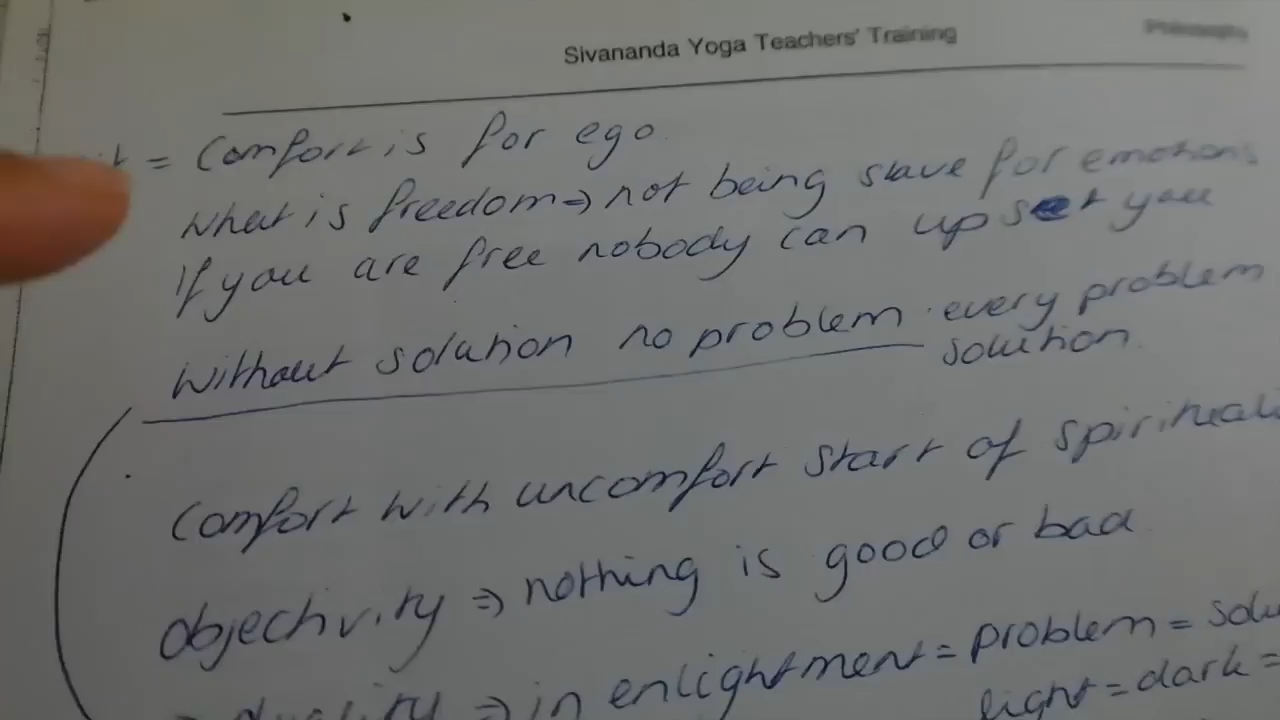 Sivananda Yoga Teachers' Training
= Comfort is for ego.
What is freedom => not being slave for emotions
If you are free nobody can upset you
Without solution no problem. every problem
solution.
Comfort with uncomfort start of
objectivity => nothing is good or bad
=> in enlightment = problem =
light = dark =